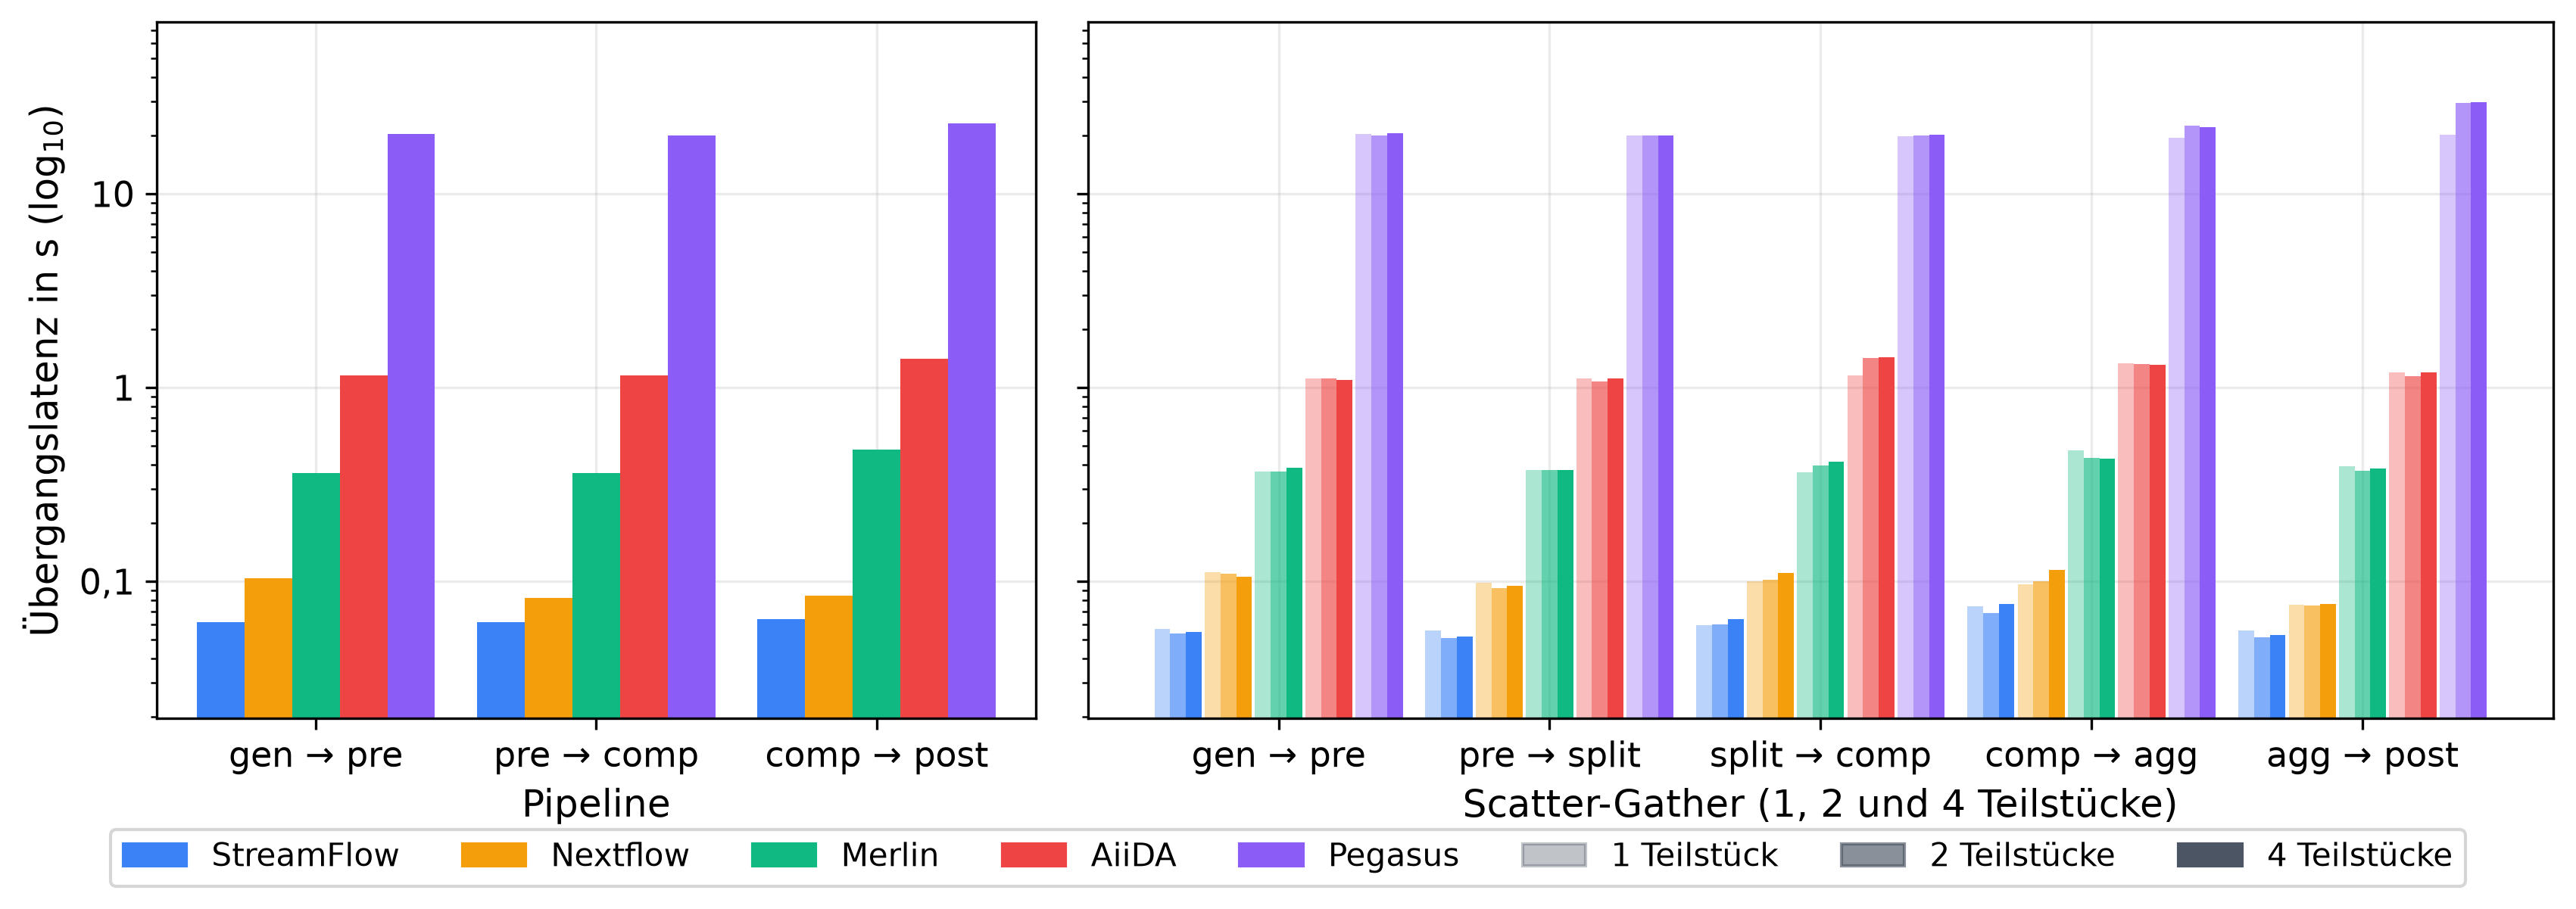 Übergangslatenz in s (log₁₀)
10
1
0,1
gen → pre
pre → comp
comp → post
Pipeline
gen → pre
pre → split
split → comp
comp → agg
agg → post
Scatter-Gather (1, 2 und 4 Teilstücke)
StreamFlow
Nextflow
Merlin
AiiDA
Pegasus
1 Teilstück
2 Teilstücke
4 Teilstücke